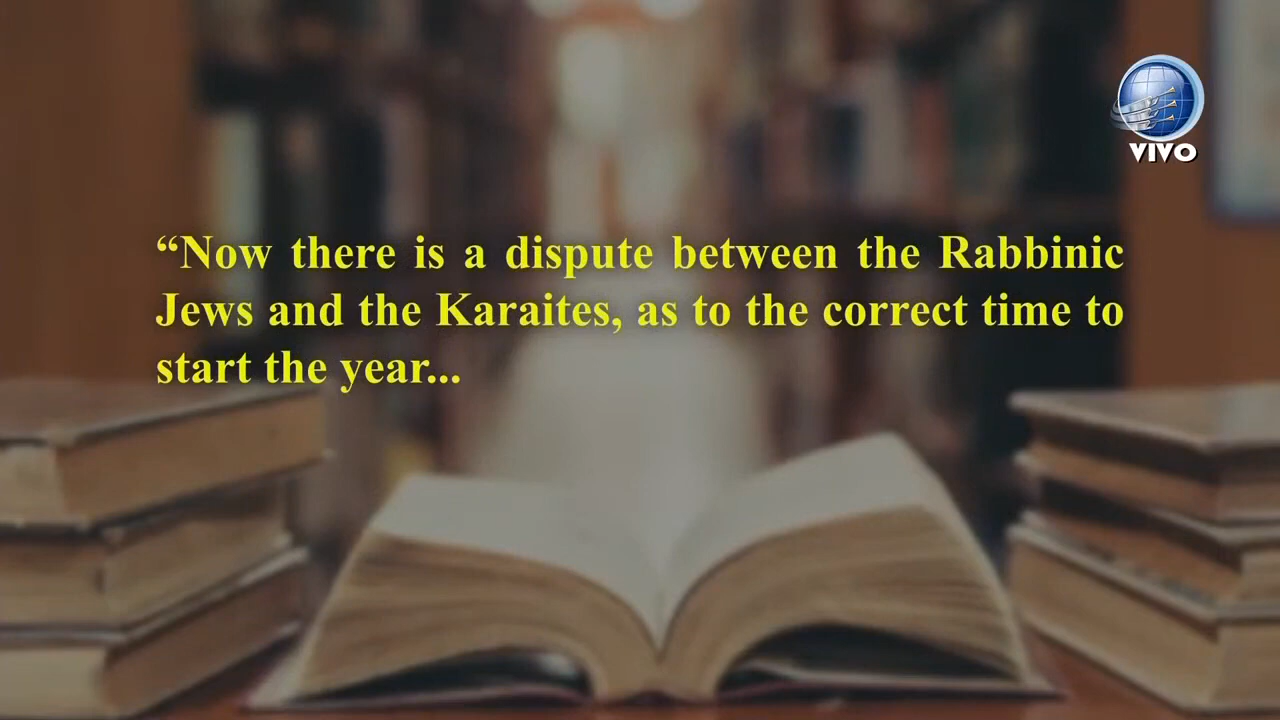 VIVO
“Now there is a dispute between the Rabbinic
Jews and the Karaites, as to the correct time to
start the year...